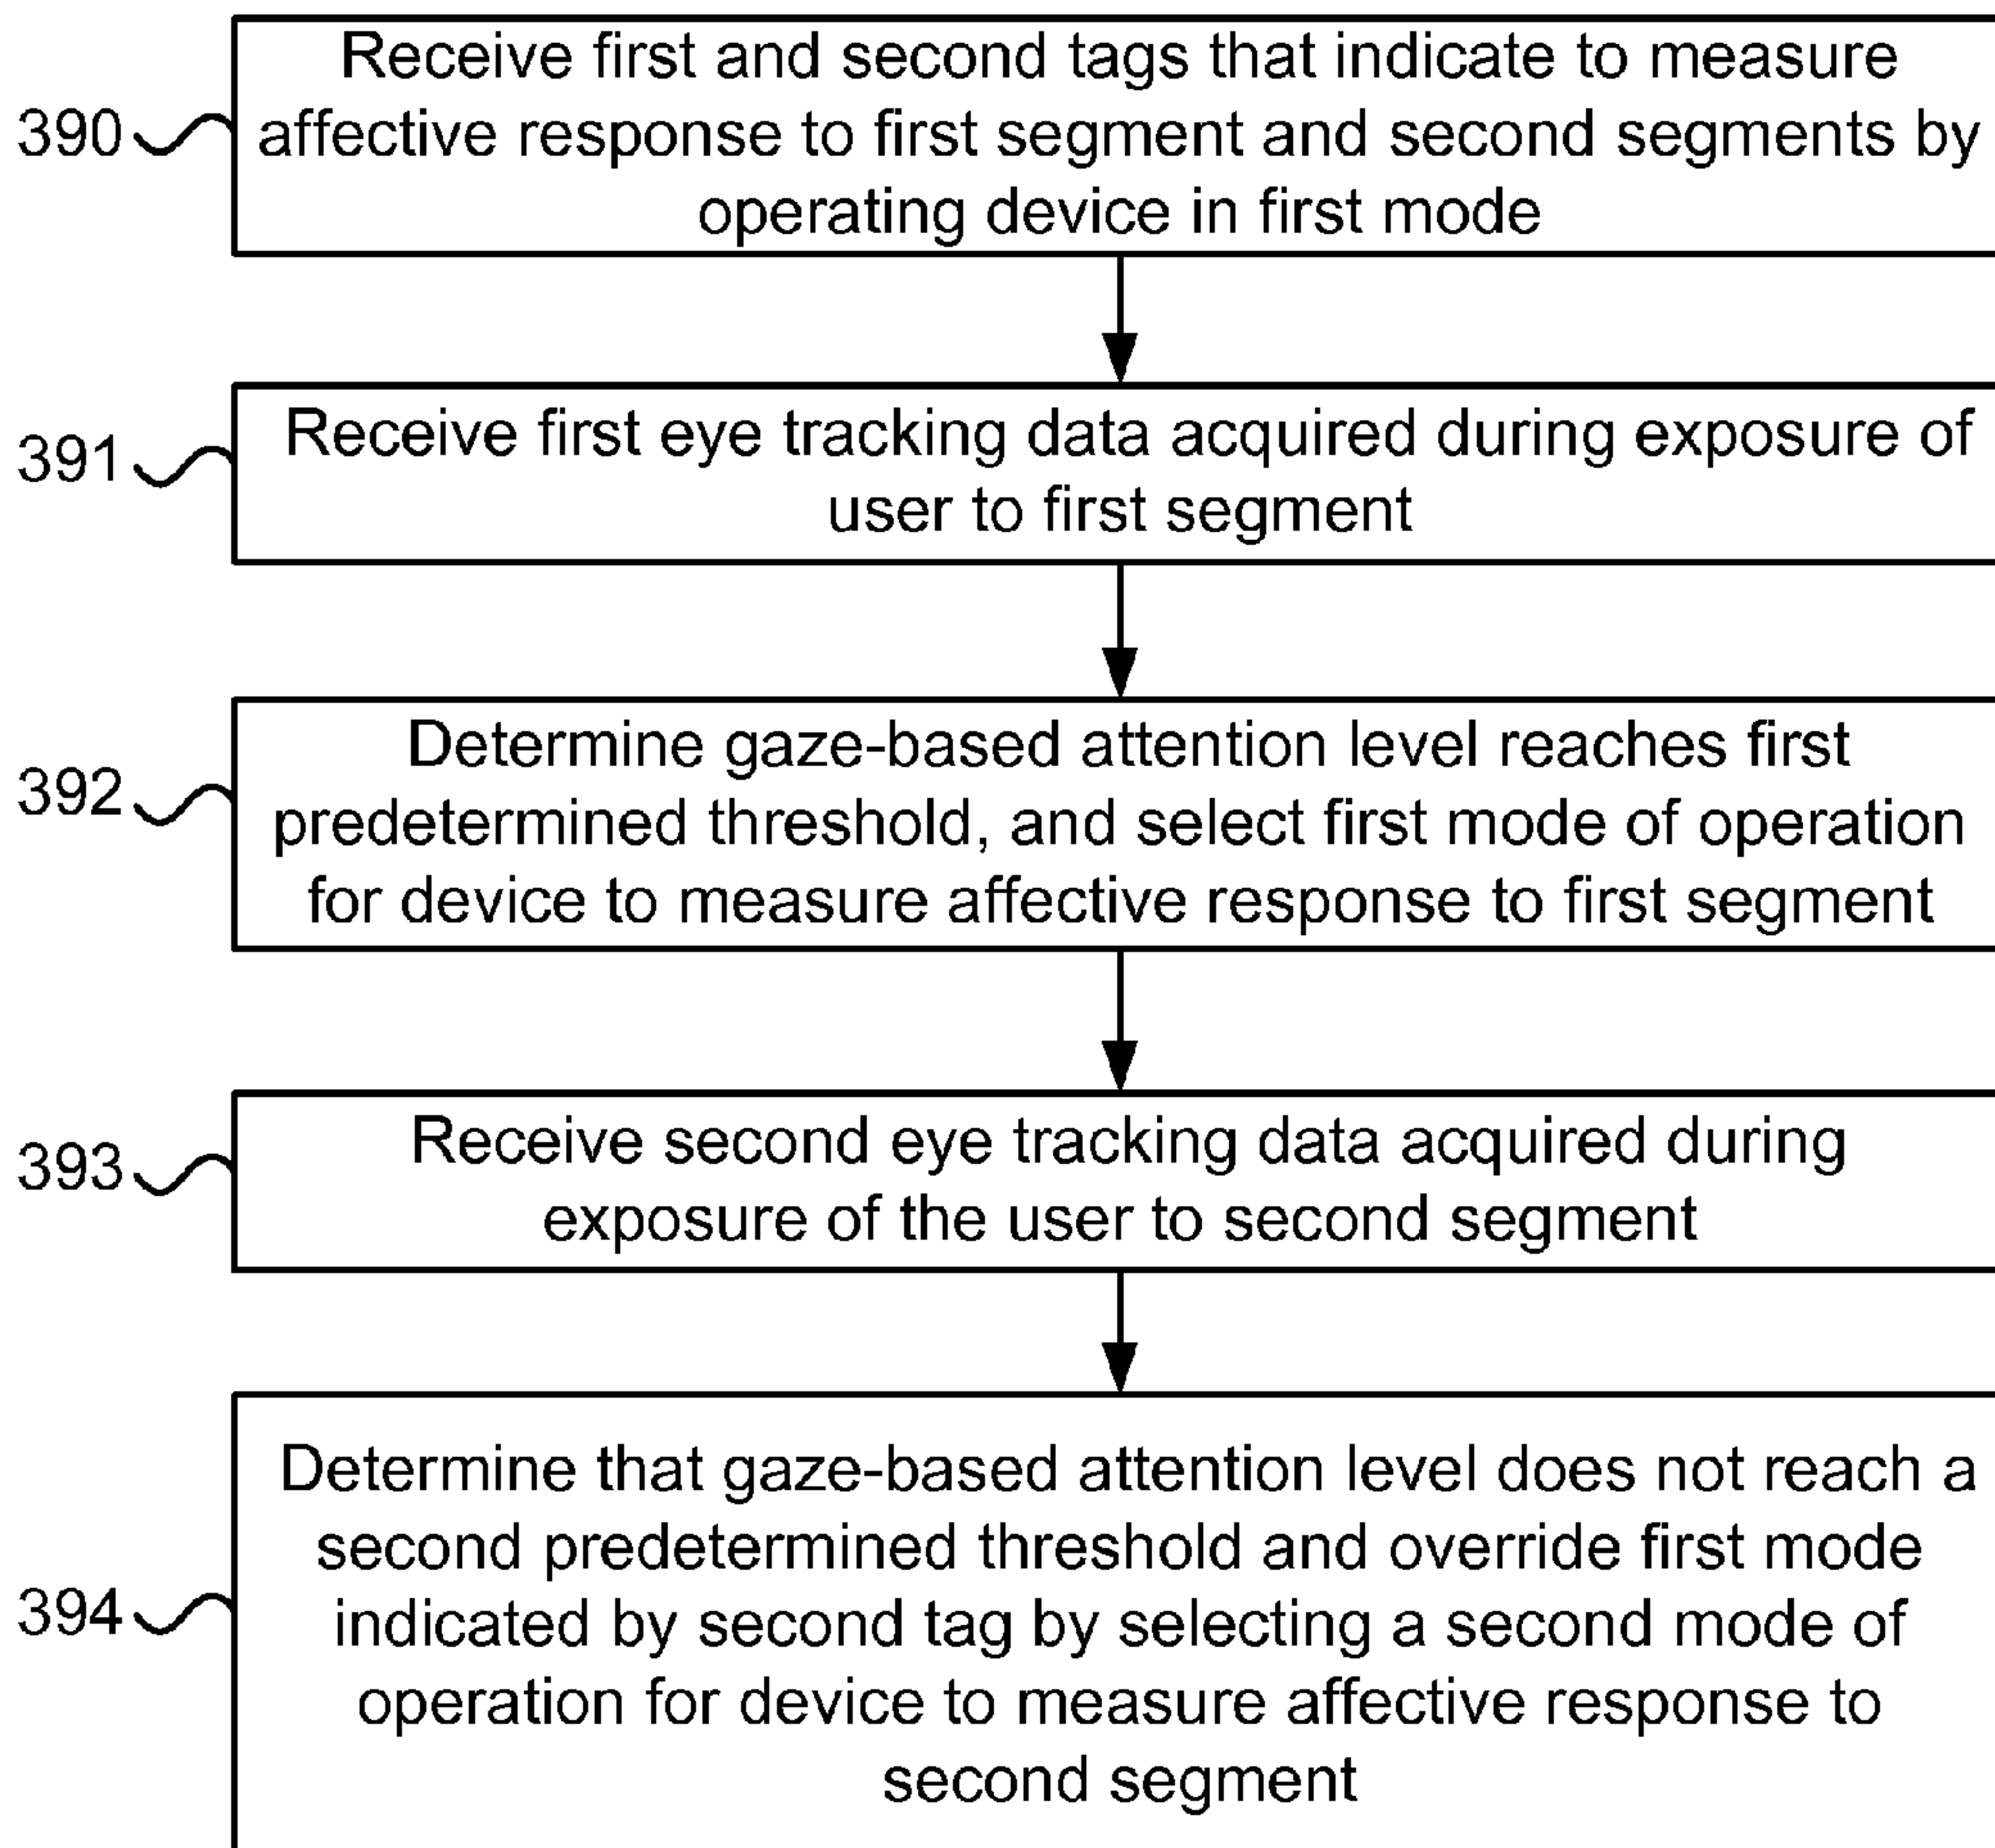 Receive first and second tags that indicate to measure
390
affective response to first segment and second segments by
operating device in first mode
Receive first eye tracking data acquired during exposure of
391
user to first segment
Determine gaze-based attention level reaches first
392
predetermined threshold, and select first mode of operation
for device to measure affective response to first segment
Receive second eye tracking data acquired during
393
exposure of the user to second segment
Determine that gaze-based attention level does not reach a
second predetermined threshold and override first mode
394
indicated by second tag by selecting a second mode of
operation for device to measure affective response to
second segment